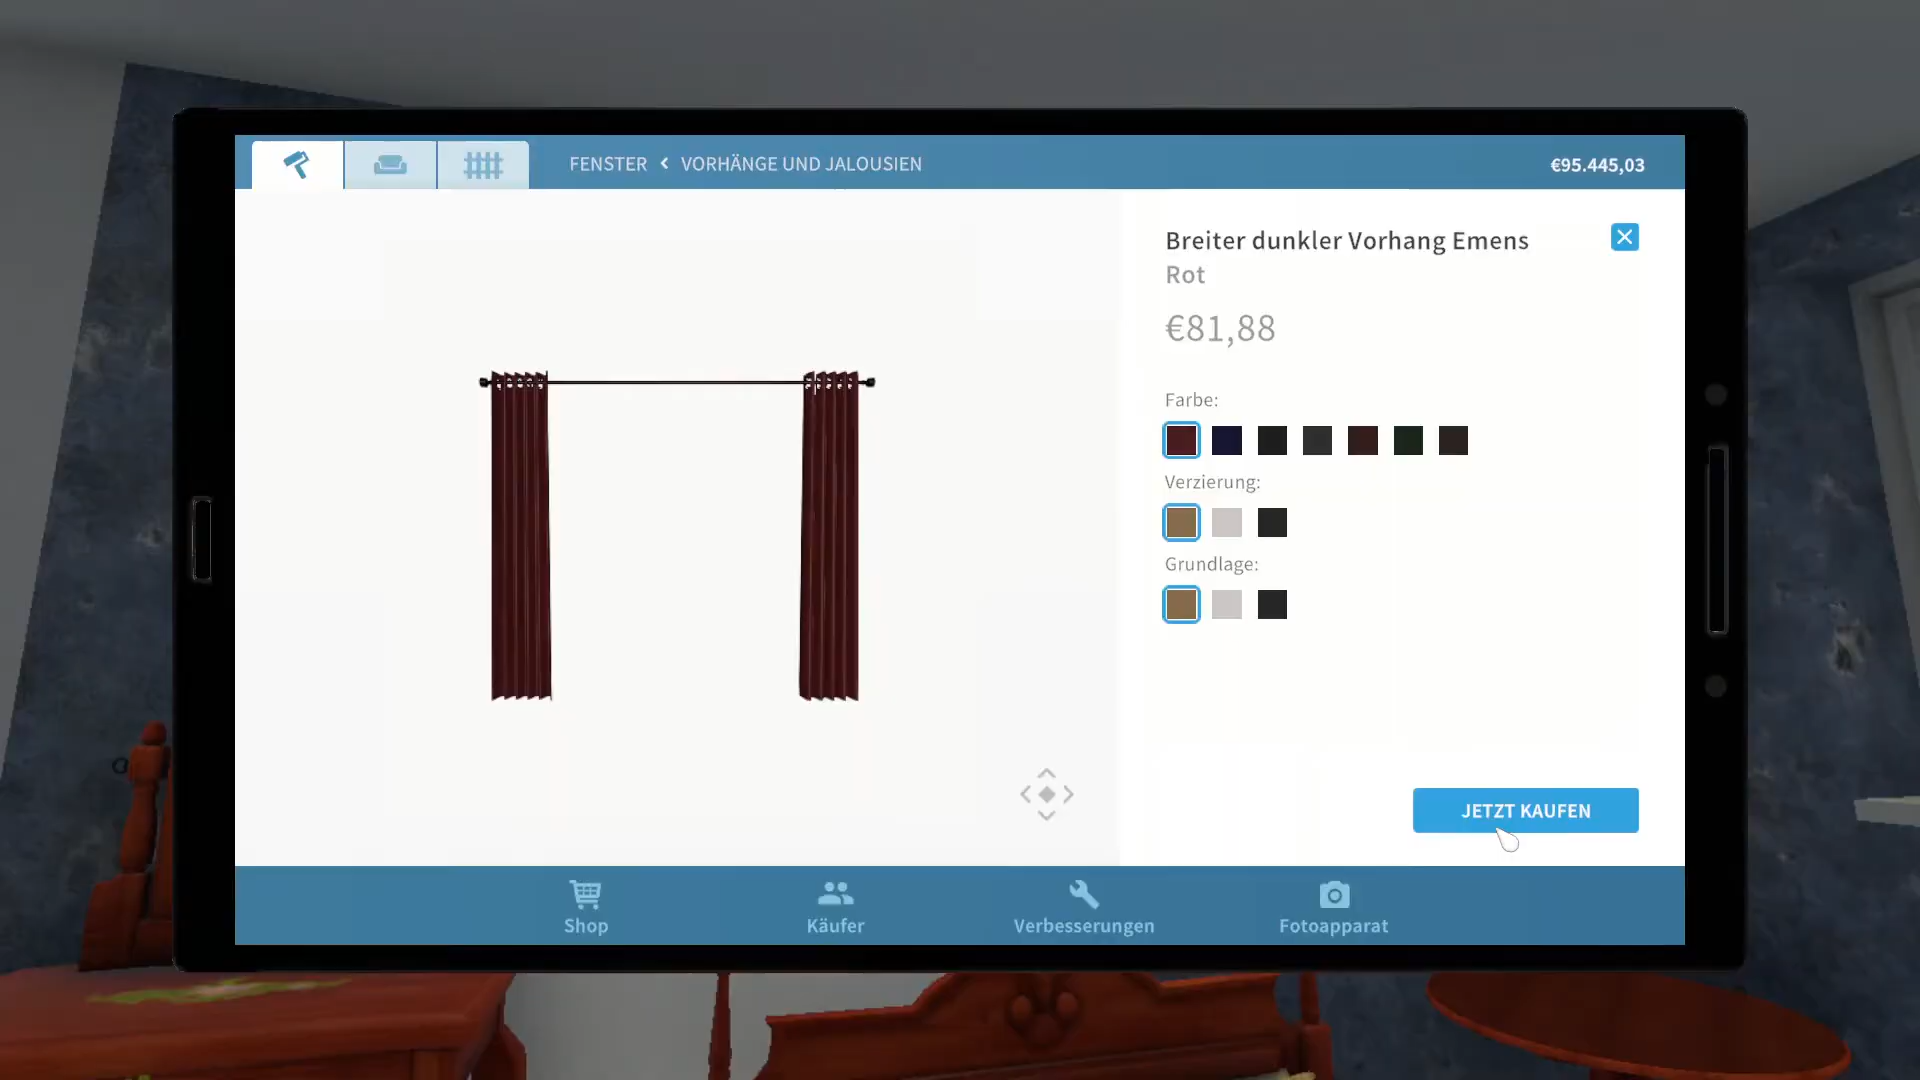 FENSTER < VORHÄNGE UND JALOUSIEN
€95.445,03
Breiter dunkler Vorhang Emens
Rot
€81,88
Farbe:
Verzierung:
Grundlage:
JETZT KAUFEN
Shop
Käufer
Verbesserungen
Fotoapparat